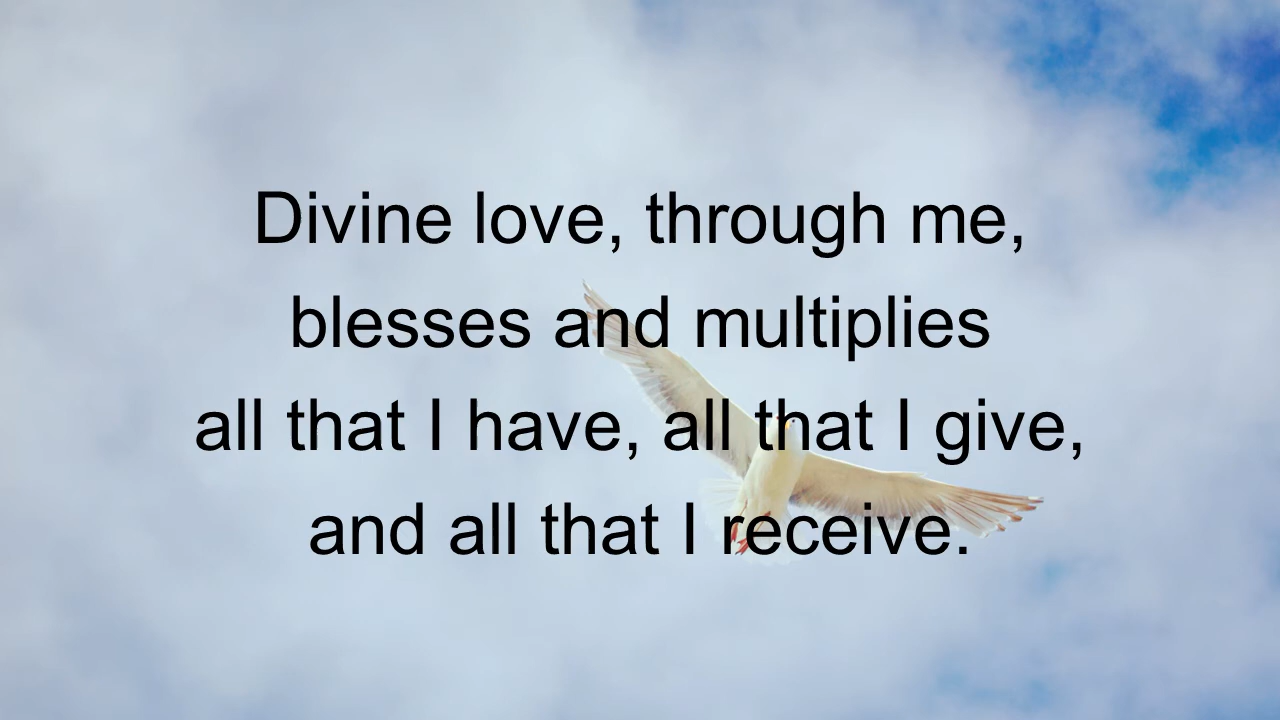 Divine love, through me,
blesses and multiplies
all that I have, all that I give,
and all that I receive.